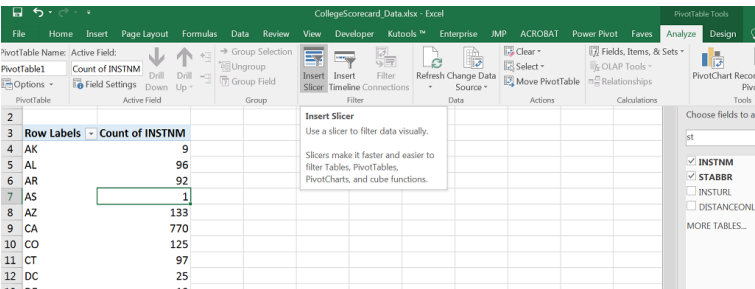 CollegeScorecard_Data.xlsx - Excel
PivotTable Tools
File Home Insert Page Layout Formulas Data Review View Developer Kutools ™ Enterprise JMP ACROBAT Power Pivot Faves Analyze Design
PivotTable Name:
PivotTable1
Options
PivotTable
Active Field:
Count of INSTNM
Field Settings
Drill Down
Drill Up
Active Field
Group Selection
Ungroup
Group Field
Group
Insert Slicer
Insert Timeline
Filter Connections
Filter
Refresh
Change Data Source
Data
Clear
Select
Move PivotTable
Actions
Fields, Items, & Sets
OLAP Tools
Relationships
Calculations
PivotChart
Tools
Insert Slicer
Use a slicer to filter data visually.
Slicers make it faster and easier to
filter Tables, PivotTables,
PivotCharts, and cube functions.
2
3 Row Labels Count of INSTNM
4 AK 9
5 AL 96
6 AR 92
7 AS 1
8 AZ 133
9 CA 770
10 CO 125
11 CT 97
12 DC 25
Choose fields to a
st
INSTNM
STABBR
INSTURL
DISTANCEONL
MORE TABLES...